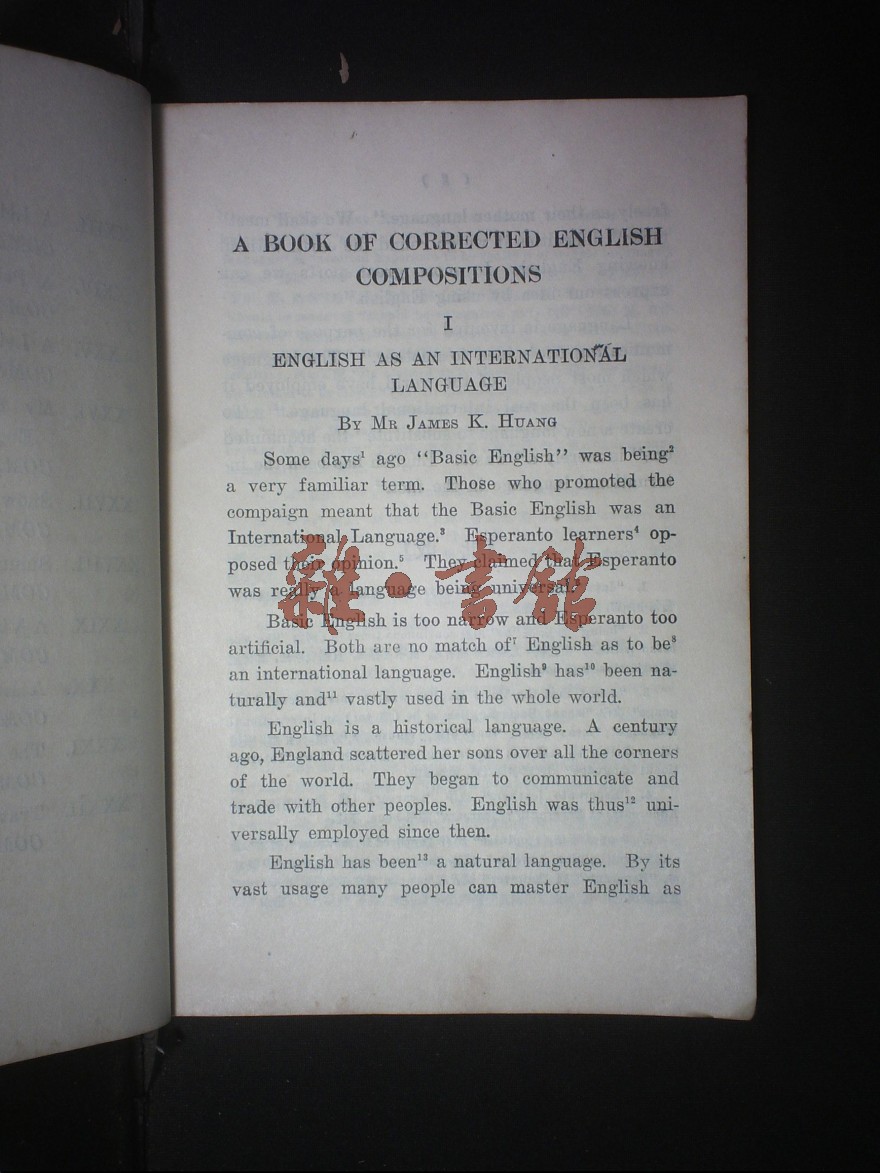 A BOOK OF CORRECTED ENGLISH
COMPOSITIONS
I
ENGLISH AS AN INTERNATIONAL
LANGUAGE
By Mr James K. Huang
Some days¹ ago “Basic English” was being²
a very familiar term. Those who promoted the
compaign meant that the Basic English was an
International Language.³ Esperanto learners⁴ op-
posed their opinion.⁵ They claimed that Esperanto
was really a language being universal.⁶
Basic English is too narrow and Esperanto too
artificial. Both are no match of⁷ English as to be⁸
an international language. English⁹ has¹⁰ been na-
turally and¹¹ vastly used in the whole world.
English is a historical language. A century
ago, England scattered her sons over all the corners
of the world. They began to communicate and
trade with other peoples. English was thus¹² uni-
versally employed since then.
English has been¹³ a natural language. By its
vast usage many people can master English as
雜·書館